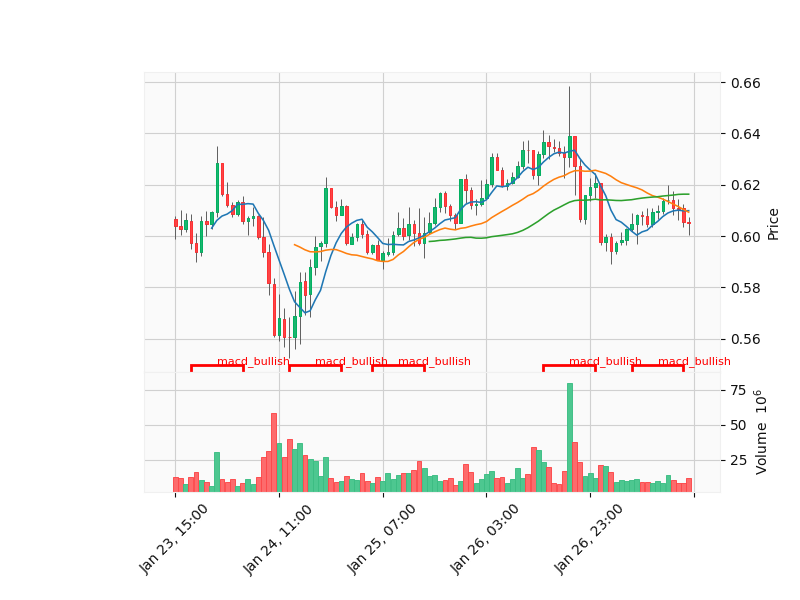 0.66
0.64
0.62
0.60
0.58
0.56
Price
macd_bullish macd_bullish macd_bullish macd_bullish macd_bullish
75
50
25
Volume 10^6
Jan 23, 15:00
Jan 24, 11:00
Jan 25, 07:00
Jan 26, 03:00
Jan 26, 23:00